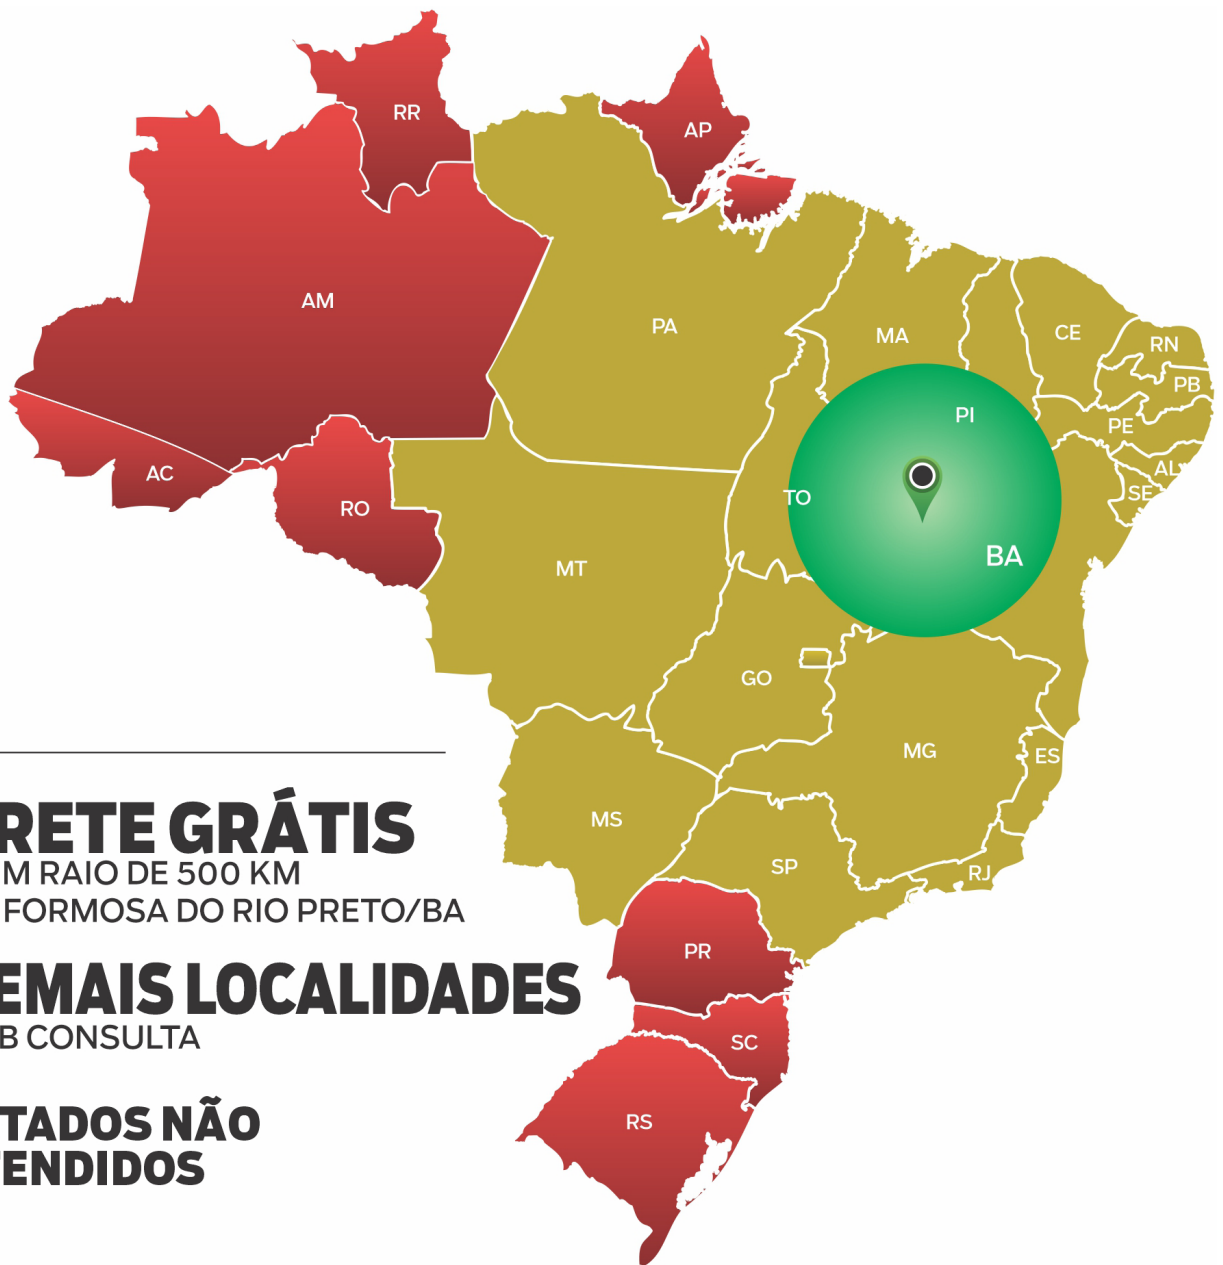 RR
AP
AM
PA
MA
CE
RN
PB
PI
PE
AL
SE
AC
RO
TO
BA
MT
GO
MG
ES
MS
SP
RJ
PR
SC
RS
RETE GRÁTIS
M RAIO DE 500 KM
FORMOSA DO RIO PRETO/BA
EMAIS LOCALIDADES
B CONSULTA
TADOS NÃO
TENDIDOS